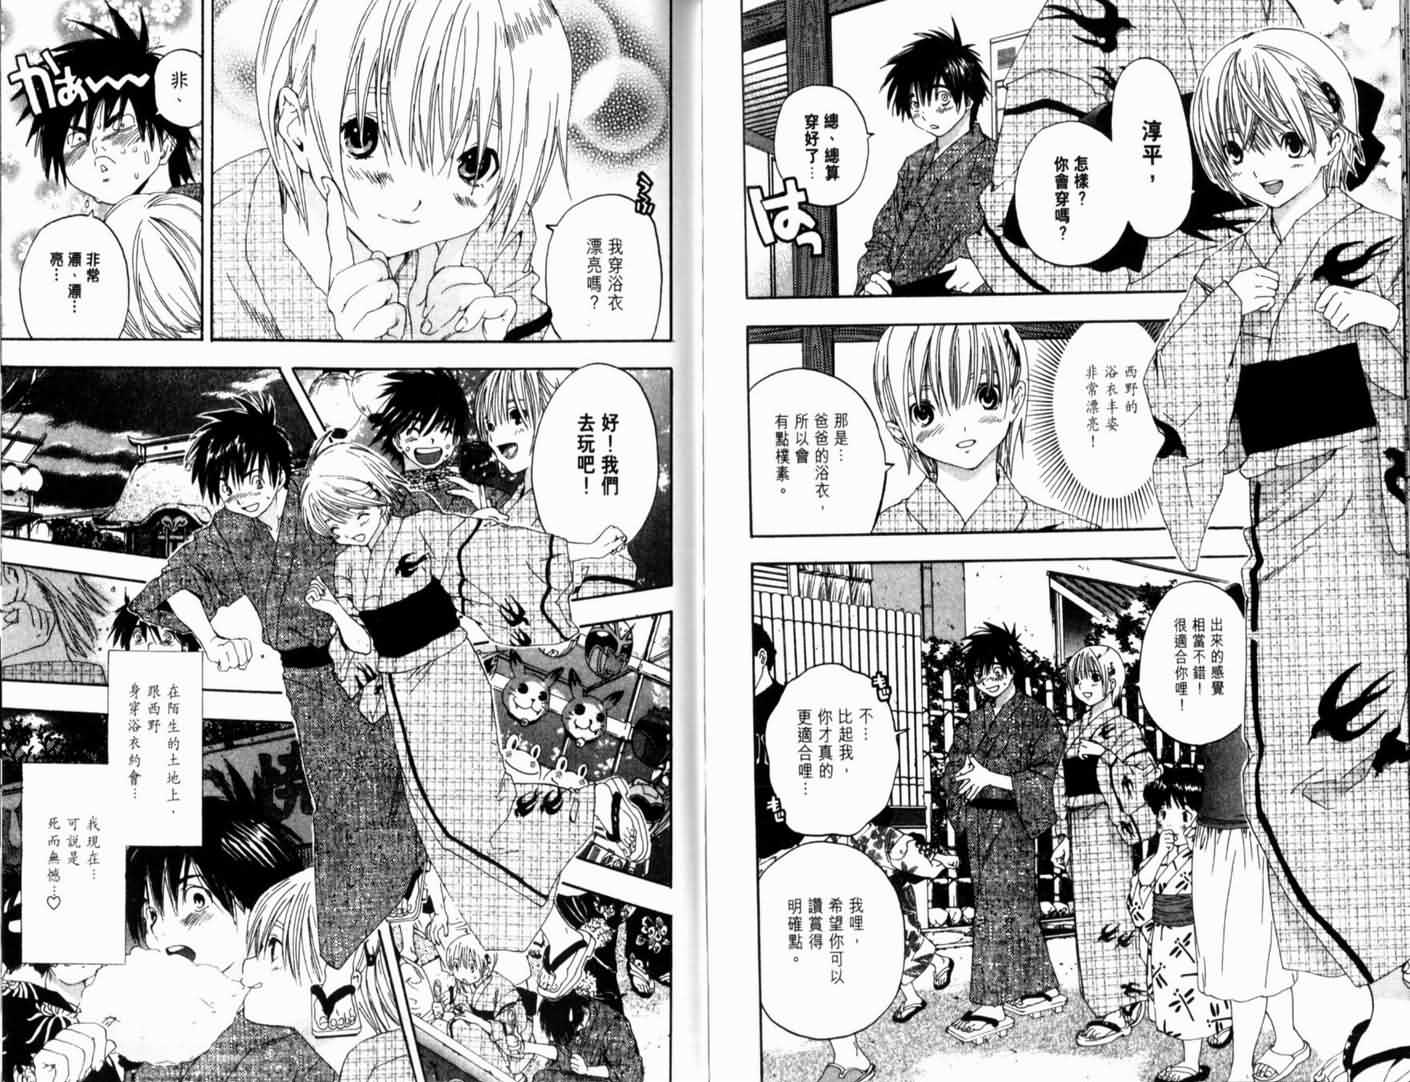 淳平，
怎樣？
你會穿嗎？
總、總算
穿好了……
はっ
西野的
浴衣丰姿
非常漂亮！
那是…
爸爸的浴衣，
所以會
有點樸素。
出來的感覺
相當不錯！
很適合你哩！
不…
比起我，
你才真的
更適合哩…
我哩，
希望你可以
讚賞得
明確點。
我穿浴衣
漂亮嗎？
非、
かぁ〜〜
非常
漂、漂…
亮…
好！我們
去玩吧！
在陌生的土地上，
跟西野
身穿浴衣約會…
我現在…
可說是
死而無憾…♡